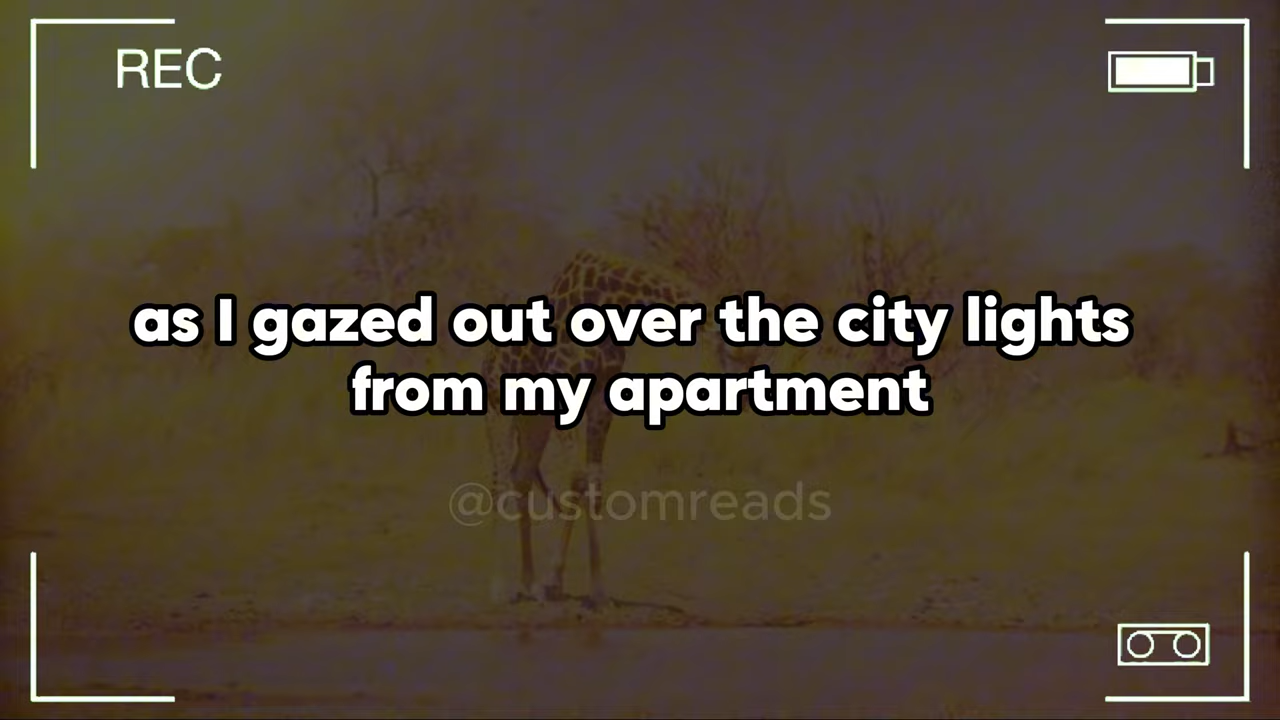 REC
as I gazed out over the city lights
from my apartment
@customreads